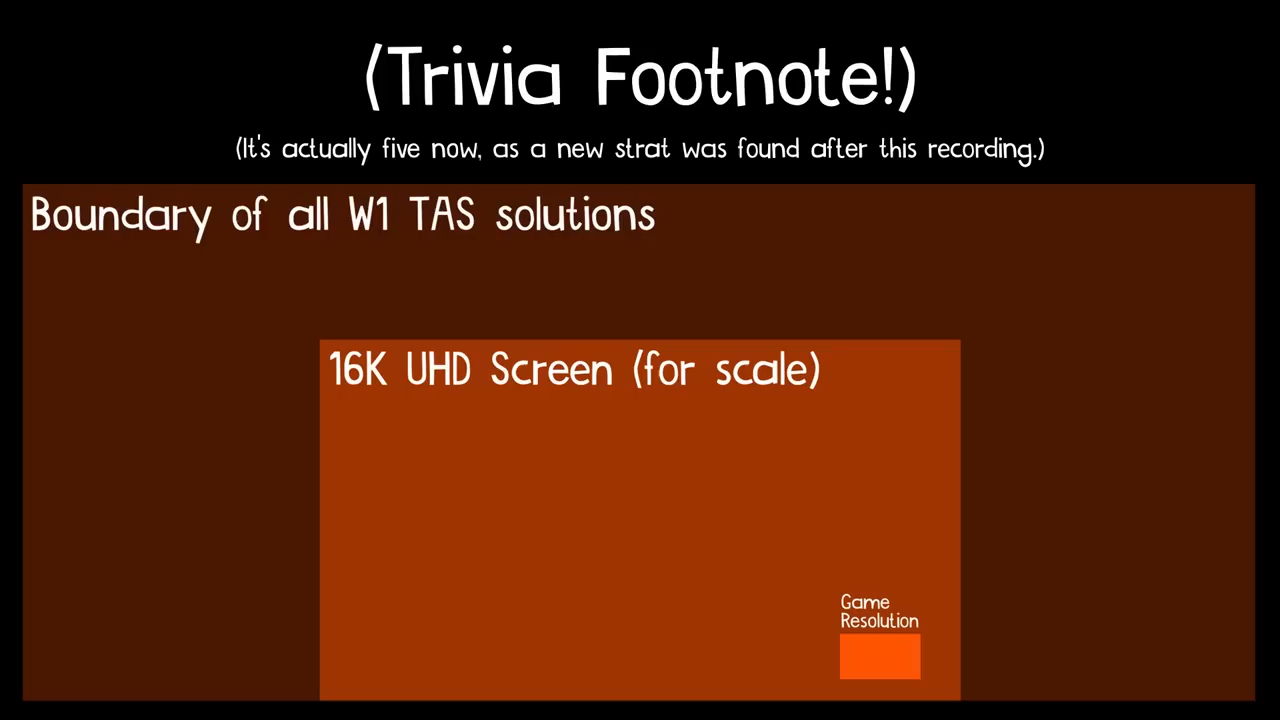 (Trivia Footnote!)
(It's actually five now, as a new strat was found after this recording.)
Boundary of all W1 TAS solutions
16K UHD Screen (for scale)
Game
Resolution